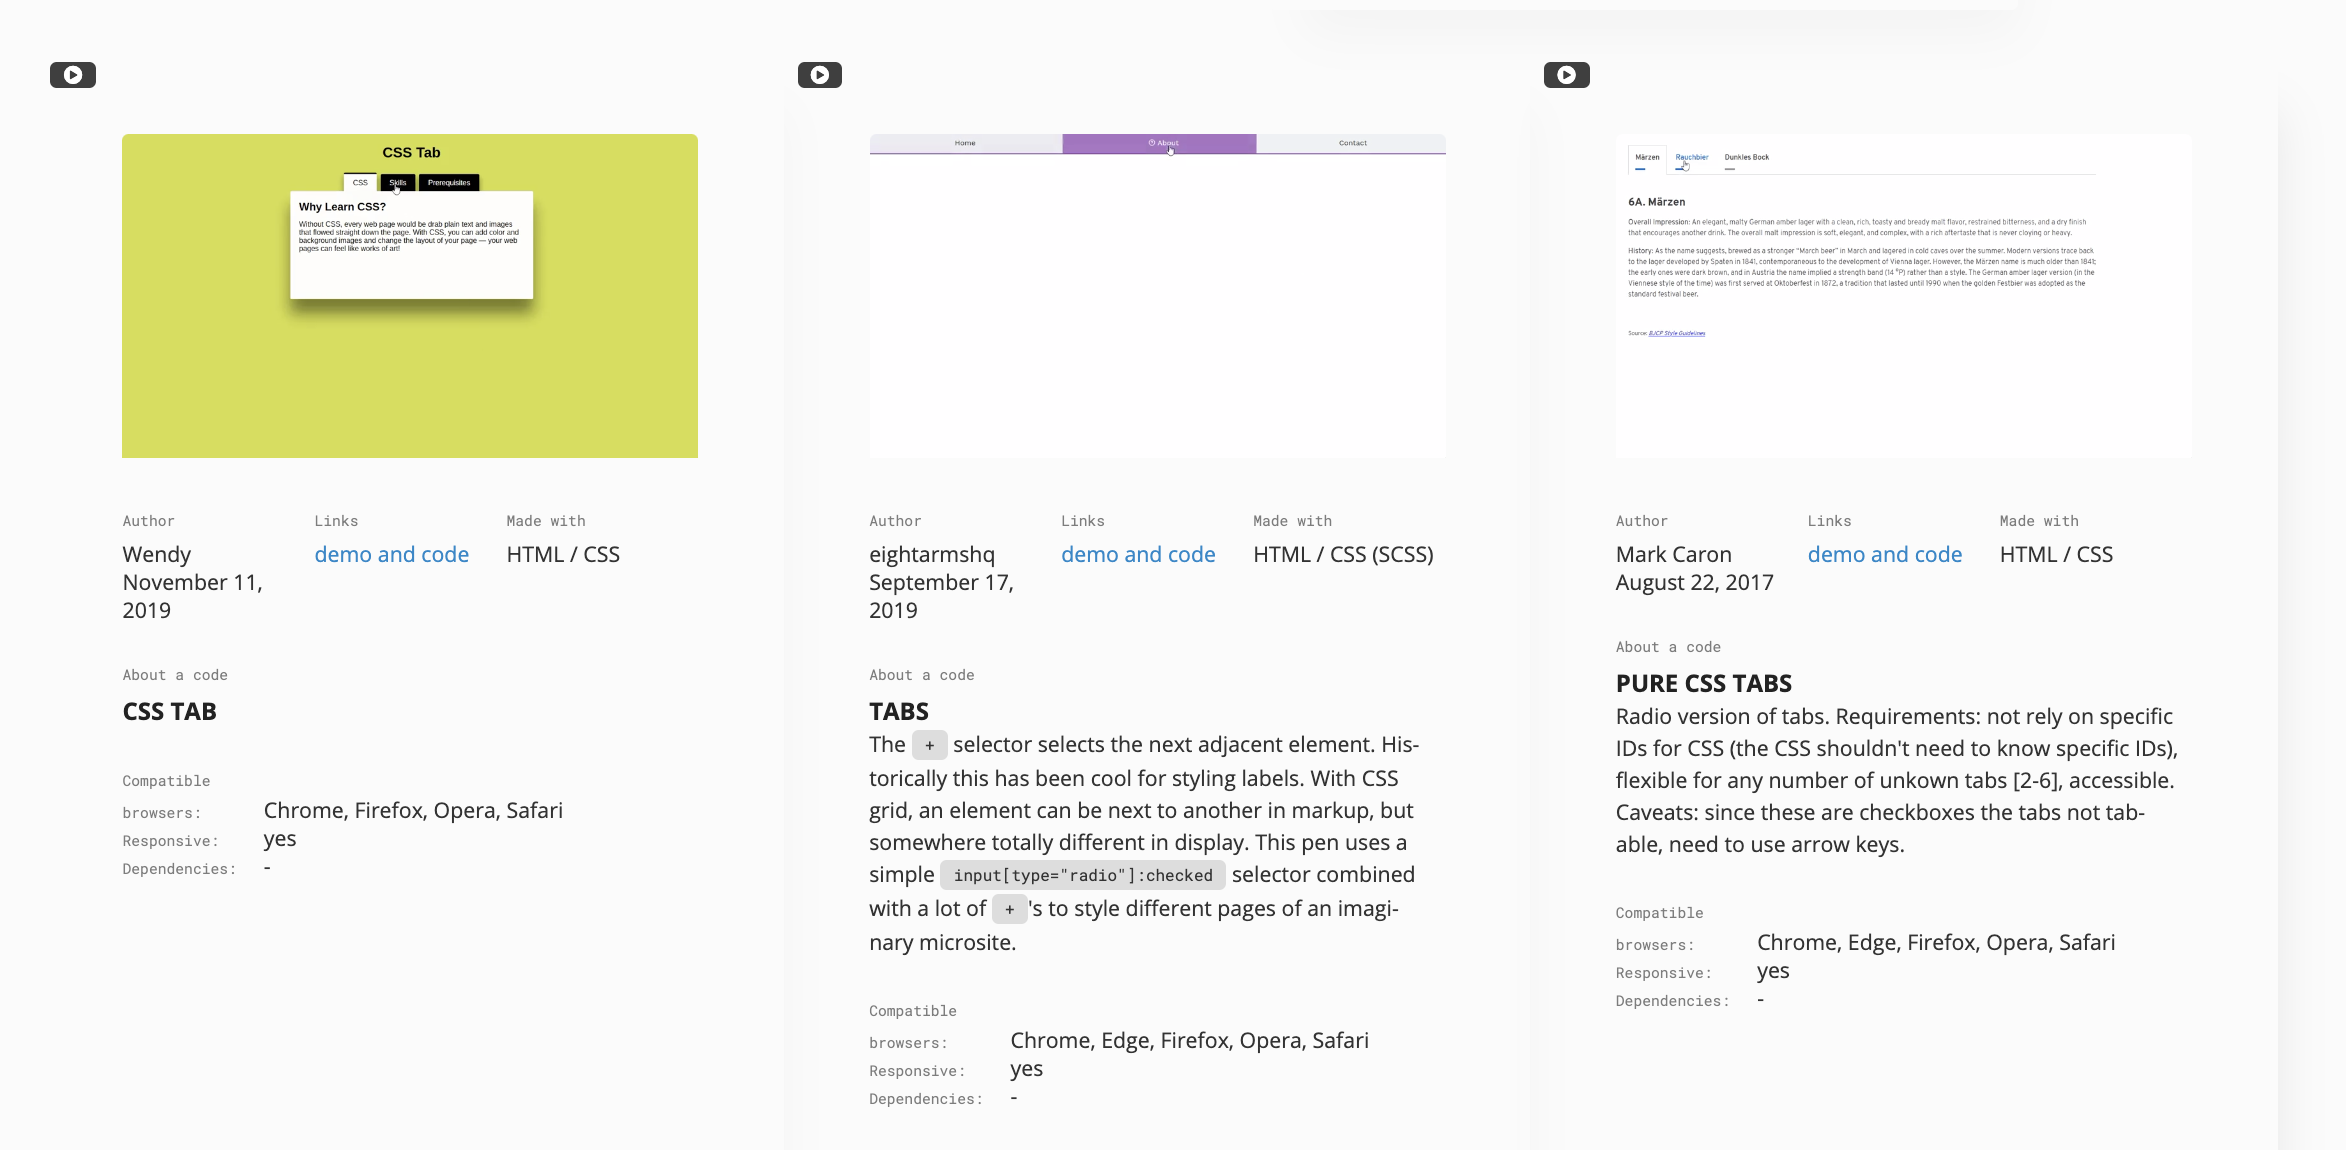 CSS Tab
CSS
Skills
Prerequisites
Why Learn CSS?
Without CSS, every web page would be drab plain text and images
that flowed straight down the page. With CSS, you can add color and
background images and change the layout of your page — your web
pages can feel like works of art!
Author
Links
Made with
Wendy
demo and code
HTML / CSS
November 11,
2019
About a code
CSS TAB
Compatible
browsers:
Chrome, Firefox, Opera, Safari
Responsive:
yes
Dependencies:
-
Home
About
Contact
Author
Links
Made with
eightarmshq
demo and code
HTML / CSS (SCSS)
September 17,
2019
About a code
TABS
The + selector selects the next adjacent element. His-
torically this has been cool for styling labels. With CSS
grid, an element can be next to another in markup, but
somewhere totally different in display. This pen uses a
simple input[type="radio"]:checked selector combined
with a lot of + 's to style different pages of an imagi-
nary microsite.
Compatible
browsers:
Chrome, Edge, Firefox, Opera, Safari
Responsive:
yes
Dependencies:
-
Märzen
Rauchbier
Dunkles Bock
6A. Märzen
Overall Impression: An elegant, malty German amber lager with a clean, rich, toasty and bready malt flavor, restrained bitterness, and a dry finish
that encourages another drink. The overall malt impression is soft, elegant, and complex, with a rich aftertaste that is never cloying or heavy.
History: As the name suggests, brewed as a stronger “March beer” in March and lagered in cold caves over the summer. Modern versions trace back
to the lager developed by Spaten in 1841, contemporaneous to the development of Vienna lager. However, the Märzen name is much older than 1841;
the early ones were dark brown, and in Austria the name implied a strength band (14 °P) rather than a style. The German amber lager version (in the
Viennese style of the time) was first served at Oktoberfest in 1872, a tradition that lasted until 1990 when the golden Festbier was adopted as the
standard festival beer.
Source: BJCP Style Guidelines
Author
Links
Made with
Mark Caron
demo and code
HTML / CSS
August 22, 2017
About a code
PURE CSS TABS
Radio version of tabs. Requirements: not rely on specific
IDs for CSS (the CSS shouldn't need to know specific IDs),
flexible for any number of unkown tabs [2-6], accessible.
Caveats: since these are checkboxes the tabs not tab-
able, need to use arrow keys.
Compatible
browsers:
Chrome, Edge, Firefox, Opera, Safari
Responsive:
yes
Dependencies:
-